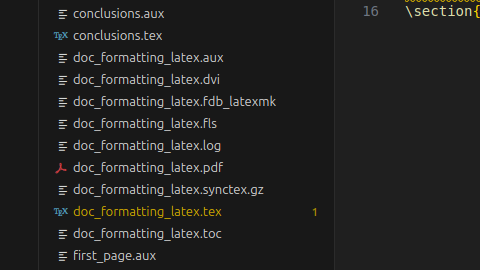 conclusions.aux
16 \section{
TEX conclusions.tex
doc_formatting_latex.aux
doc_formatting_latex.dvi
doc_formatting_latex.fdb_latexmk
doc_formatting_latex.fls
doc_formatting_latex.log
doc_formatting_latex.pdf
doc_formatting_latex.synctex.gz
TEX doc_formatting_latex.tex 1
doc_formatting_latex.toc
first_page.aux